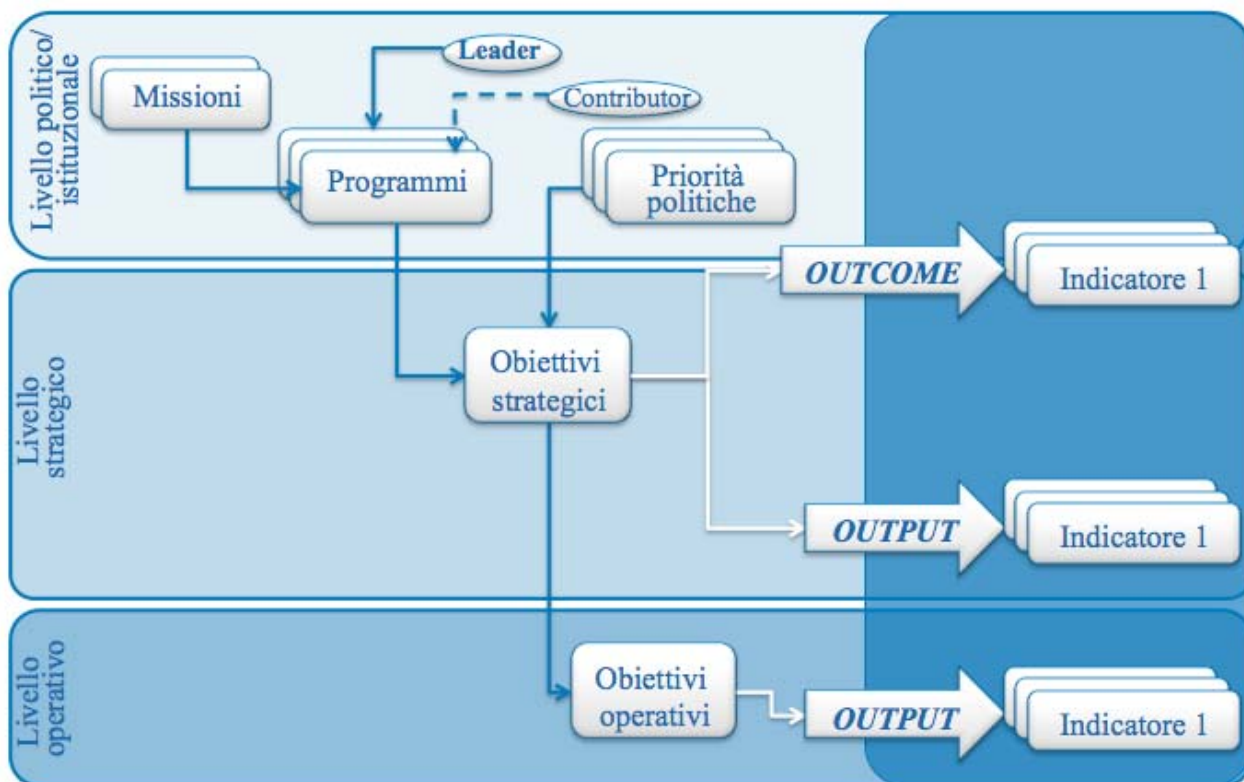 Livello politico/
istituzionale
Leader
Missioni
Contributor
Programmi
Priorità
politiche
OUTCOME
Indicatore 1
Livello
strategico
Obiettivi
strategici
OUTPUT
Indicatore 1
Livello
operativo
Obiettivi
operativi
OUTPUT
Indicatore 1